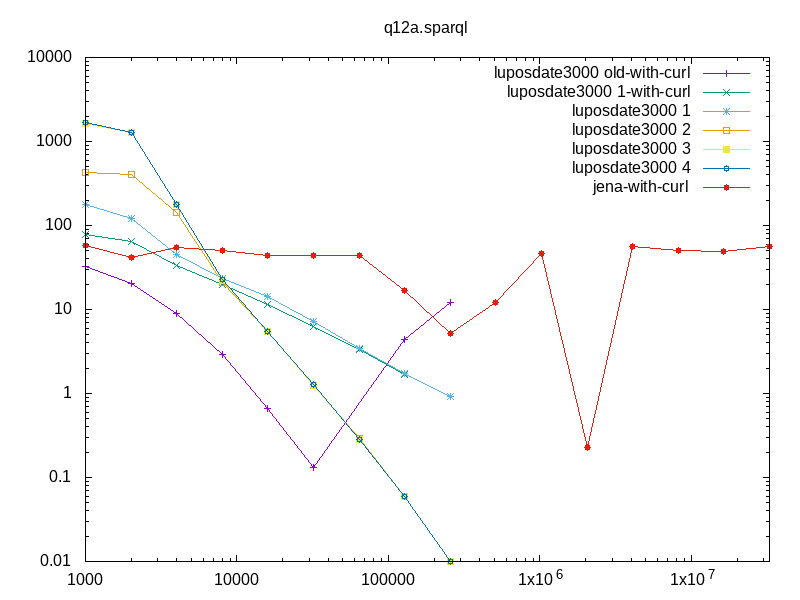 q12a.sparql
10000
1000
100
10
1
0.1
0.01
luposdate3000 old-with-curl
luposdate3000 1-with-curl
luposdate3000 1
luposdate3000 2
luposdate3000 3
luposdate3000 4
jena-with-curl
1000 10000 100000 1x10^6 1x10^7